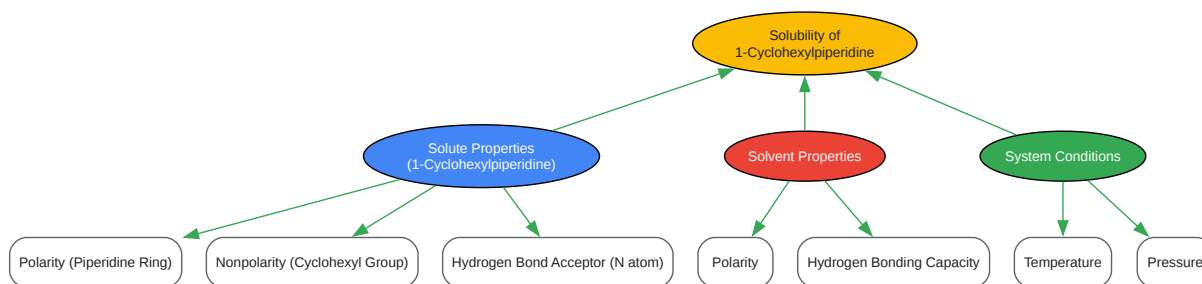 Solubility of
1-Cyclohexylpiperidine
Solute Properties
(1-Cyclohexylpiperidine)
Solvent Properties
System Conditions
Polarity (Piperidine Ring)
Nonpolarity (Cyclohexyl Group)
Hydrogen Bond Acceptor (N atom)
Polarity
Hydrogen Bonding Capacity
Temperature
Pressure